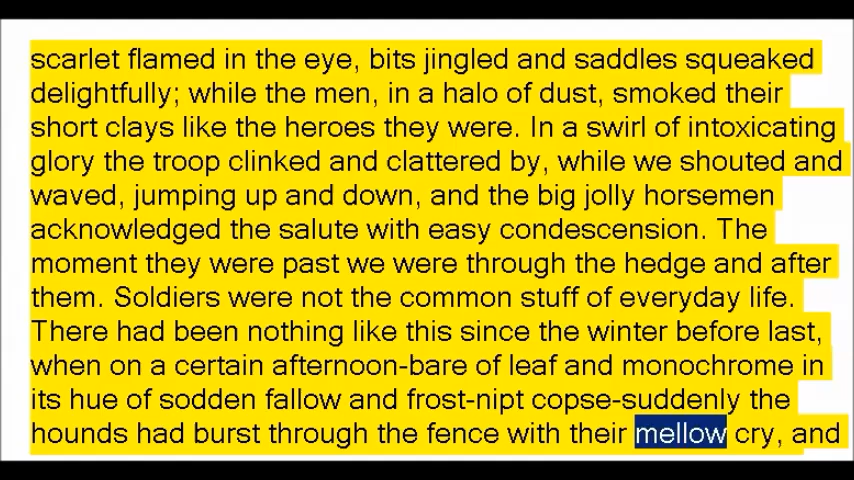 scarlet flamed in the eye, bits jingled and saddles squeaked
delightfully; while the men, in a halo of dust, smoked their
short clays like the heroes they were. In a swirl of intoxicating
glory the troop clinked and clattered by, while we shouted and
waved, jumping up and down, and the big jolly horsemen
acknowledged the salute with easy condescension. The
moment they were past we were through the hedge and after
them. Soldiers were not the common stuff of everyday life.
There had been nothing like this since the winter before last,
when on a certain afternoon-bare of leaf and monochrome in
its hue of sodden fallow and frost-nipt copse-suddenly the
hounds had burst through the fence with their mellow cry, and